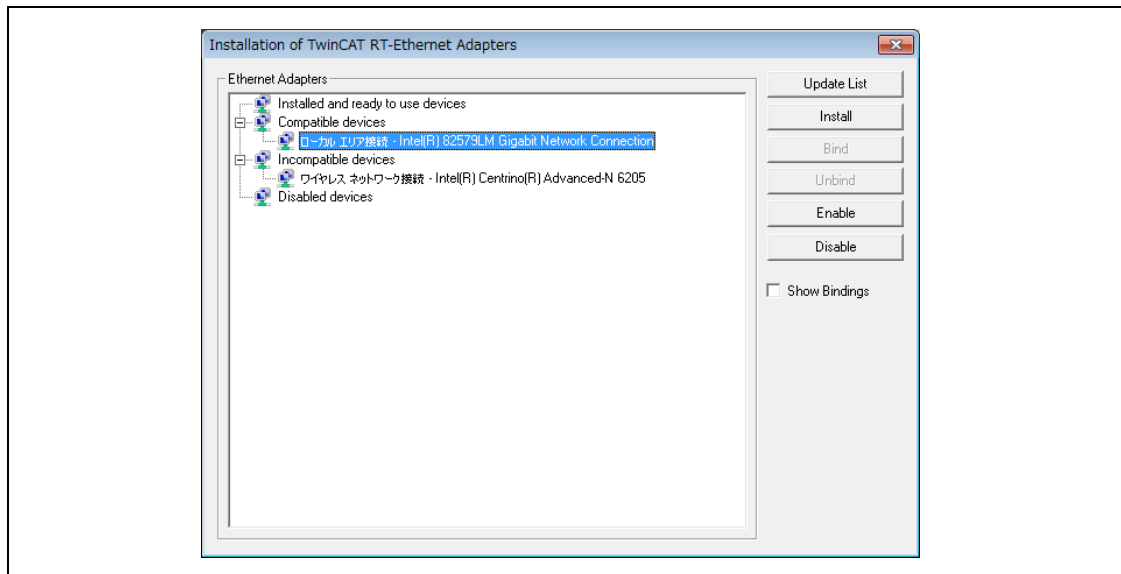 Installation of TwinCAT RT-Ethernet Adapters
Ethernet Adapters
Installed and ready to use devices
Compatible devices
ローカル エリア接続 - Intel(R) 82579LM Gigabit Network Connection
Incompatible devices
ワイヤレス ネットワーク接続 - Intel(R) Centrino(R) Advanced-N 6205
Disabled devices
Update List
Install
Bind
Unbind
Enable
Disable
Show Bindings